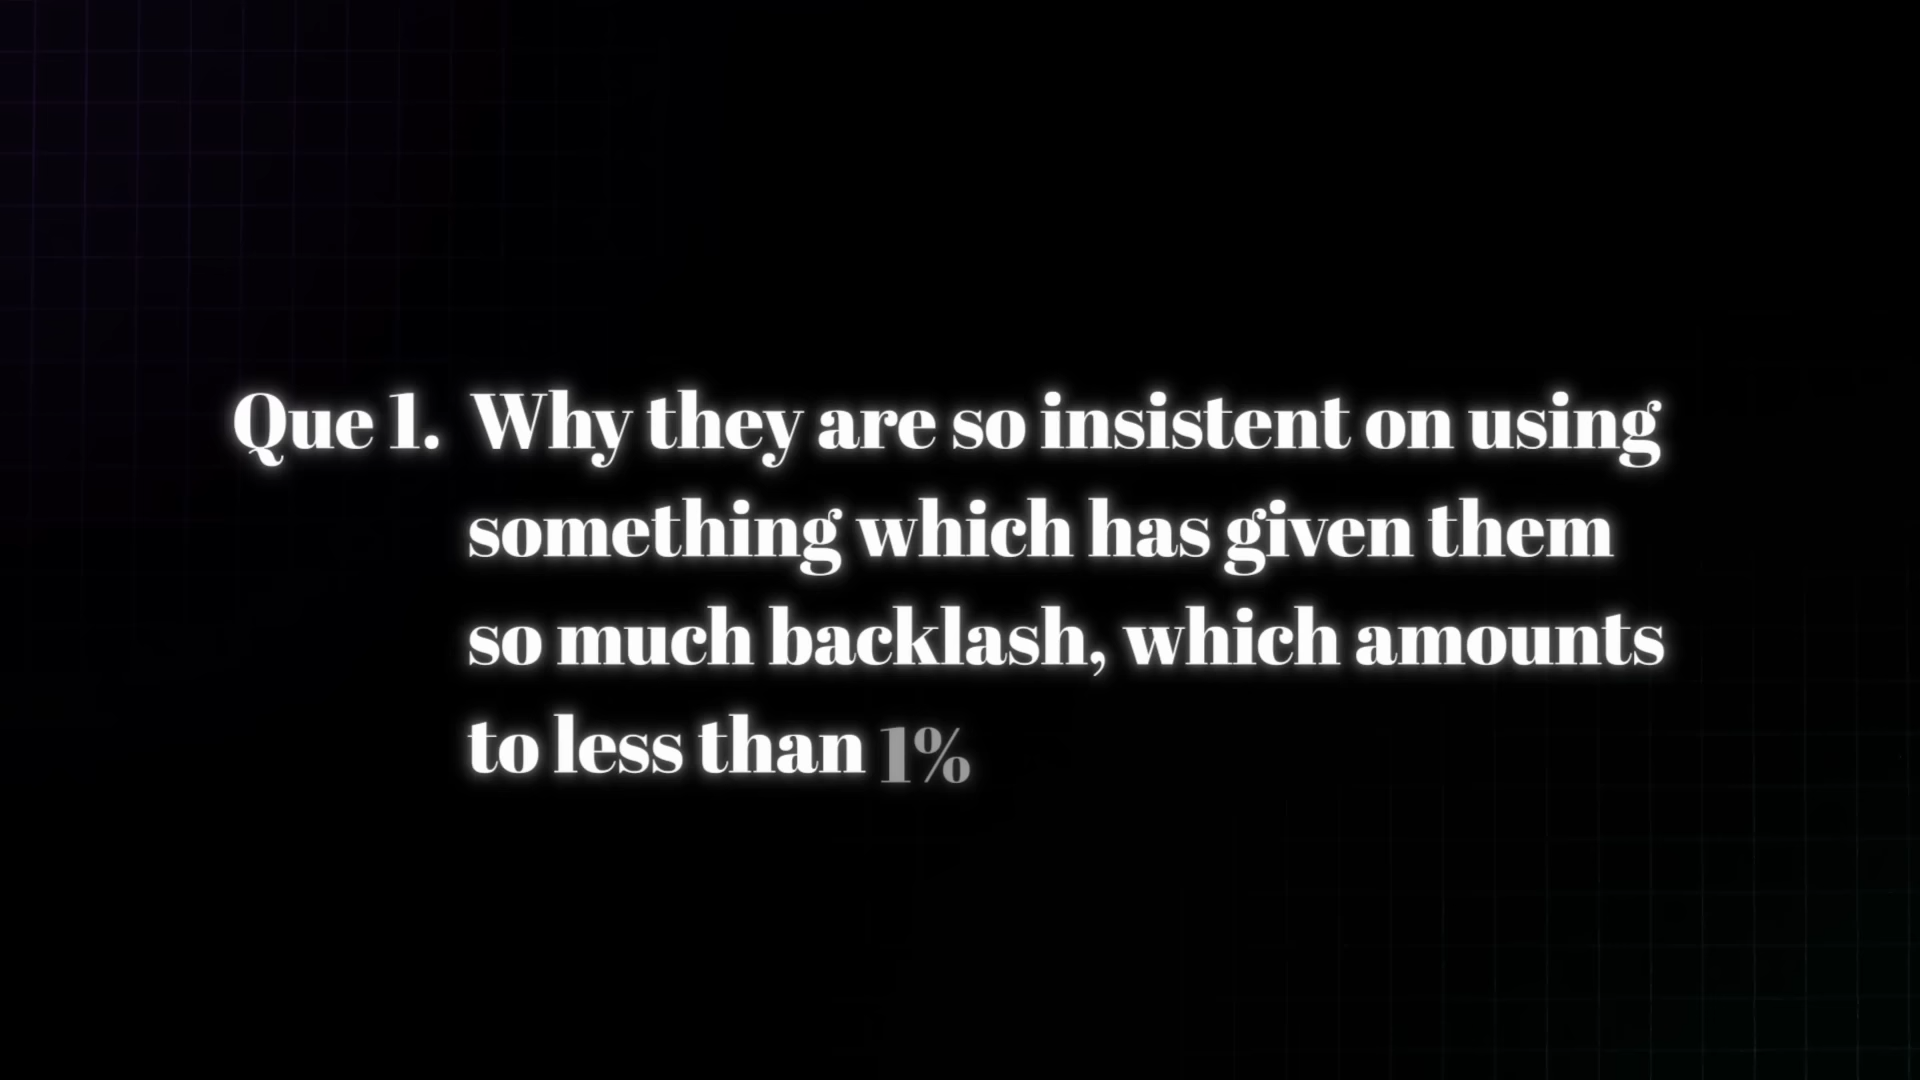 Que 1. Why they are so insistent on using
something which has given them
so much backlash, which amounts
to less than 1%